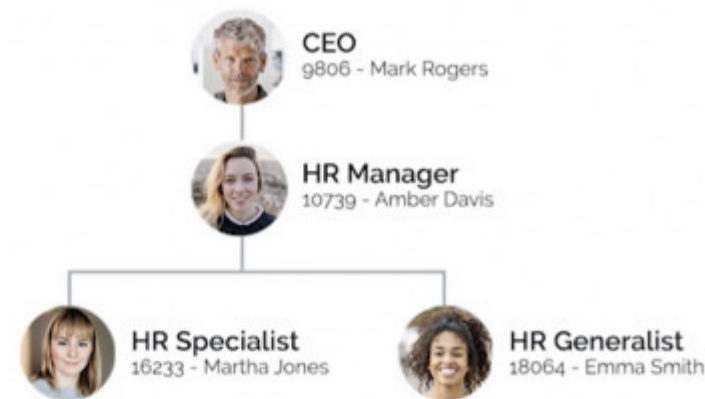 CEO
9806 - Mark Rogers
HR Manager
10739 - Amber Davis
HR Specialist
16233 - Martha Jones
HR Generalist
18064 - Emma Smith